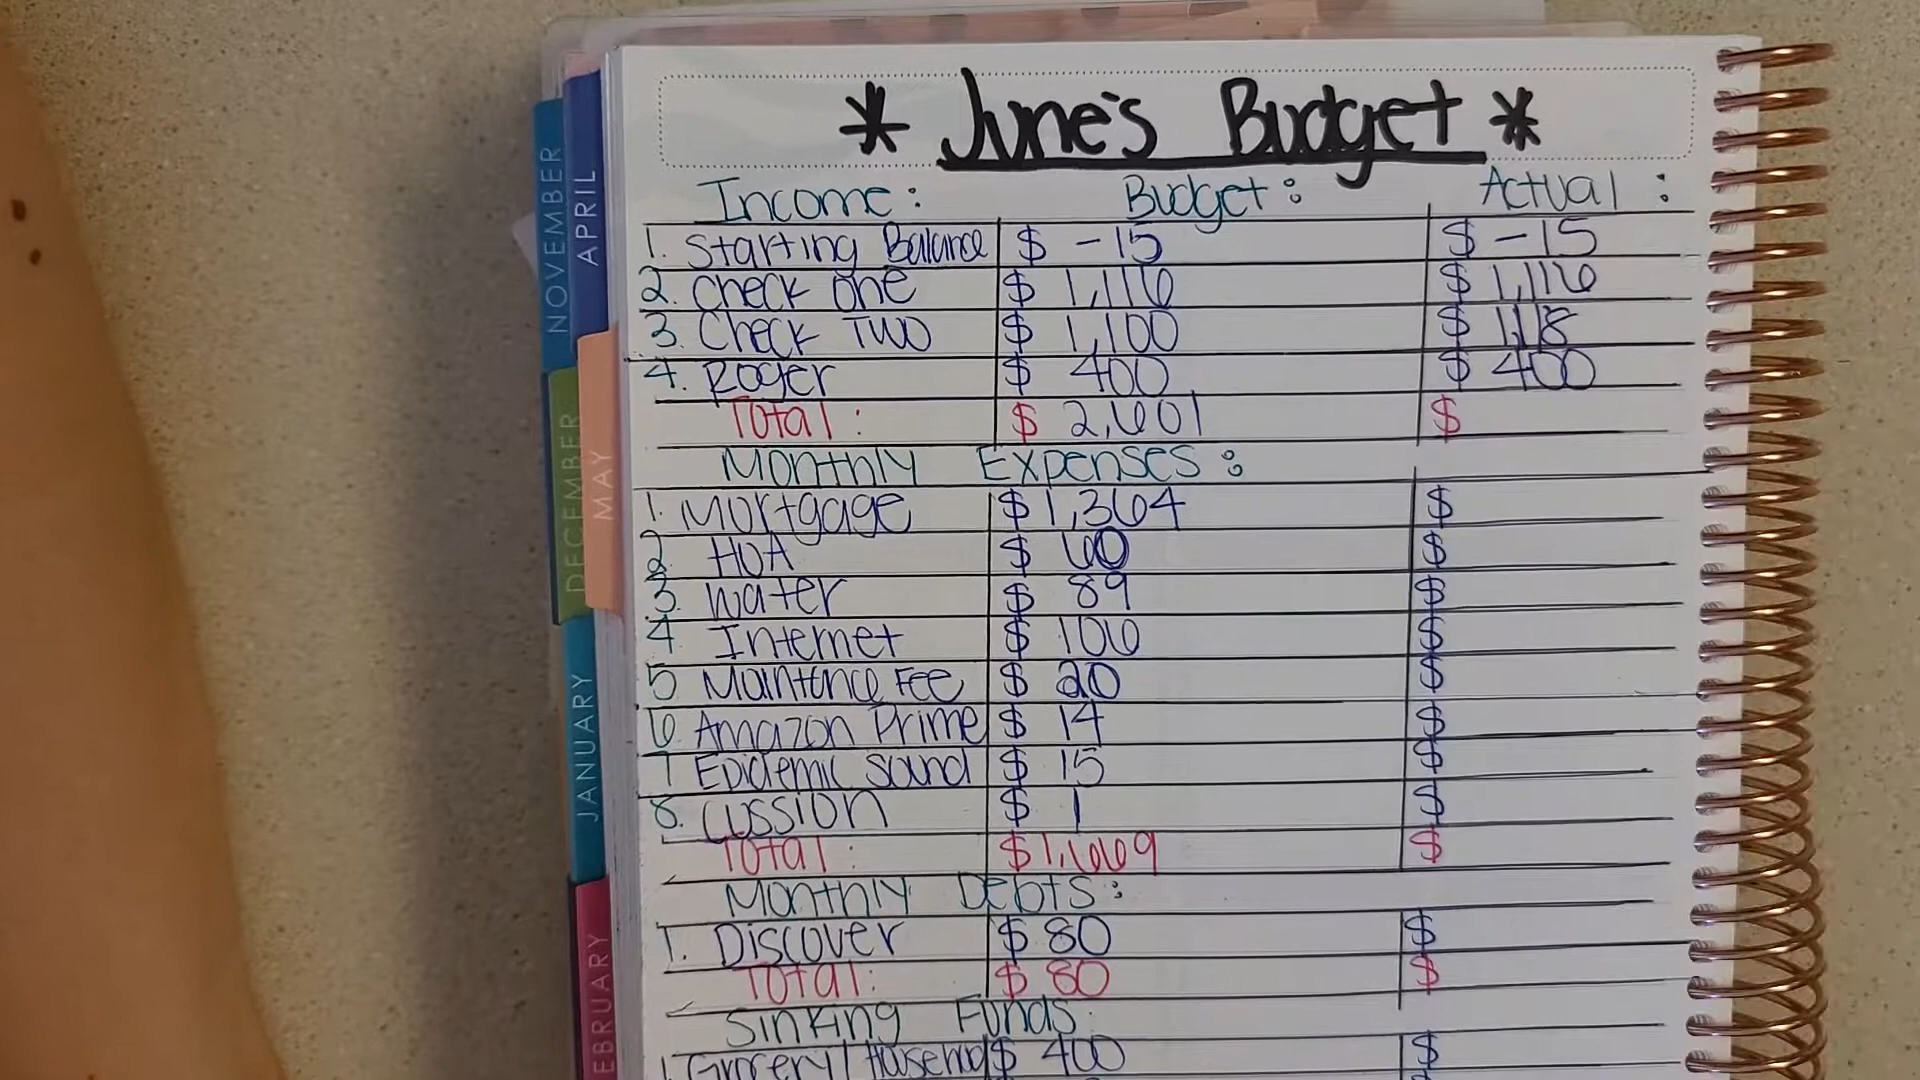 * June's Budget *
Income: Budget: Actual:
1. Starting Balance $ -15 $ -15
2. Check One $ 1,116 $ 1,116
3. Check Two $ 1,100 $ 1,118
4. Roger $ 400 $ 400
Total: $ 2,601 $
Monthly Expenses:
1. Mortgage $ 1,364 $
2 HOA $ 60 $
3. Water $ 89 $
4 Internet $ 106 $
5 Maintence Fee $ 20 $
6. Amazon Prime $ 14 $
7 Epidemic Sound $ 15 $
8. Cussion $ 1 $
Total: $ 1,669 $
Monthly Debts:
1. Discover $ 80 $
Total: $ 80 $
Sinking Funds:
1. Grocery/Househol $ 400 $
NOVEMBER
APRIL
DECEMBER
MAY
JANUARY
EBRUARY